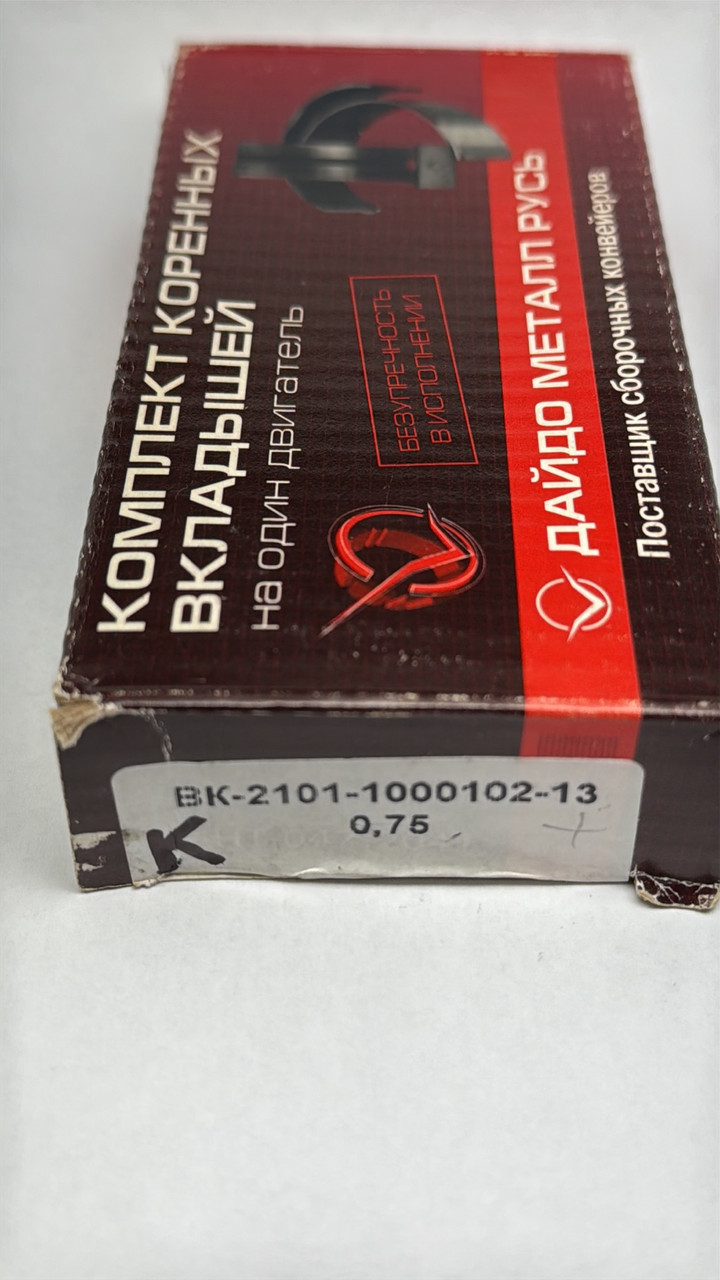 КОМПЛЕКТ КОРЕННЫХ
ВКЛАДЫШЕЙ
на один двигатель
БЕЗУПРЕЧНОСТЬ
В ИСПОЛНЕНИИ
ДАЙДО МЕТАЛЛ РУСЬ
Поставщик сборочных конвейеров
ВК-2101-1000102-13
0,75
К